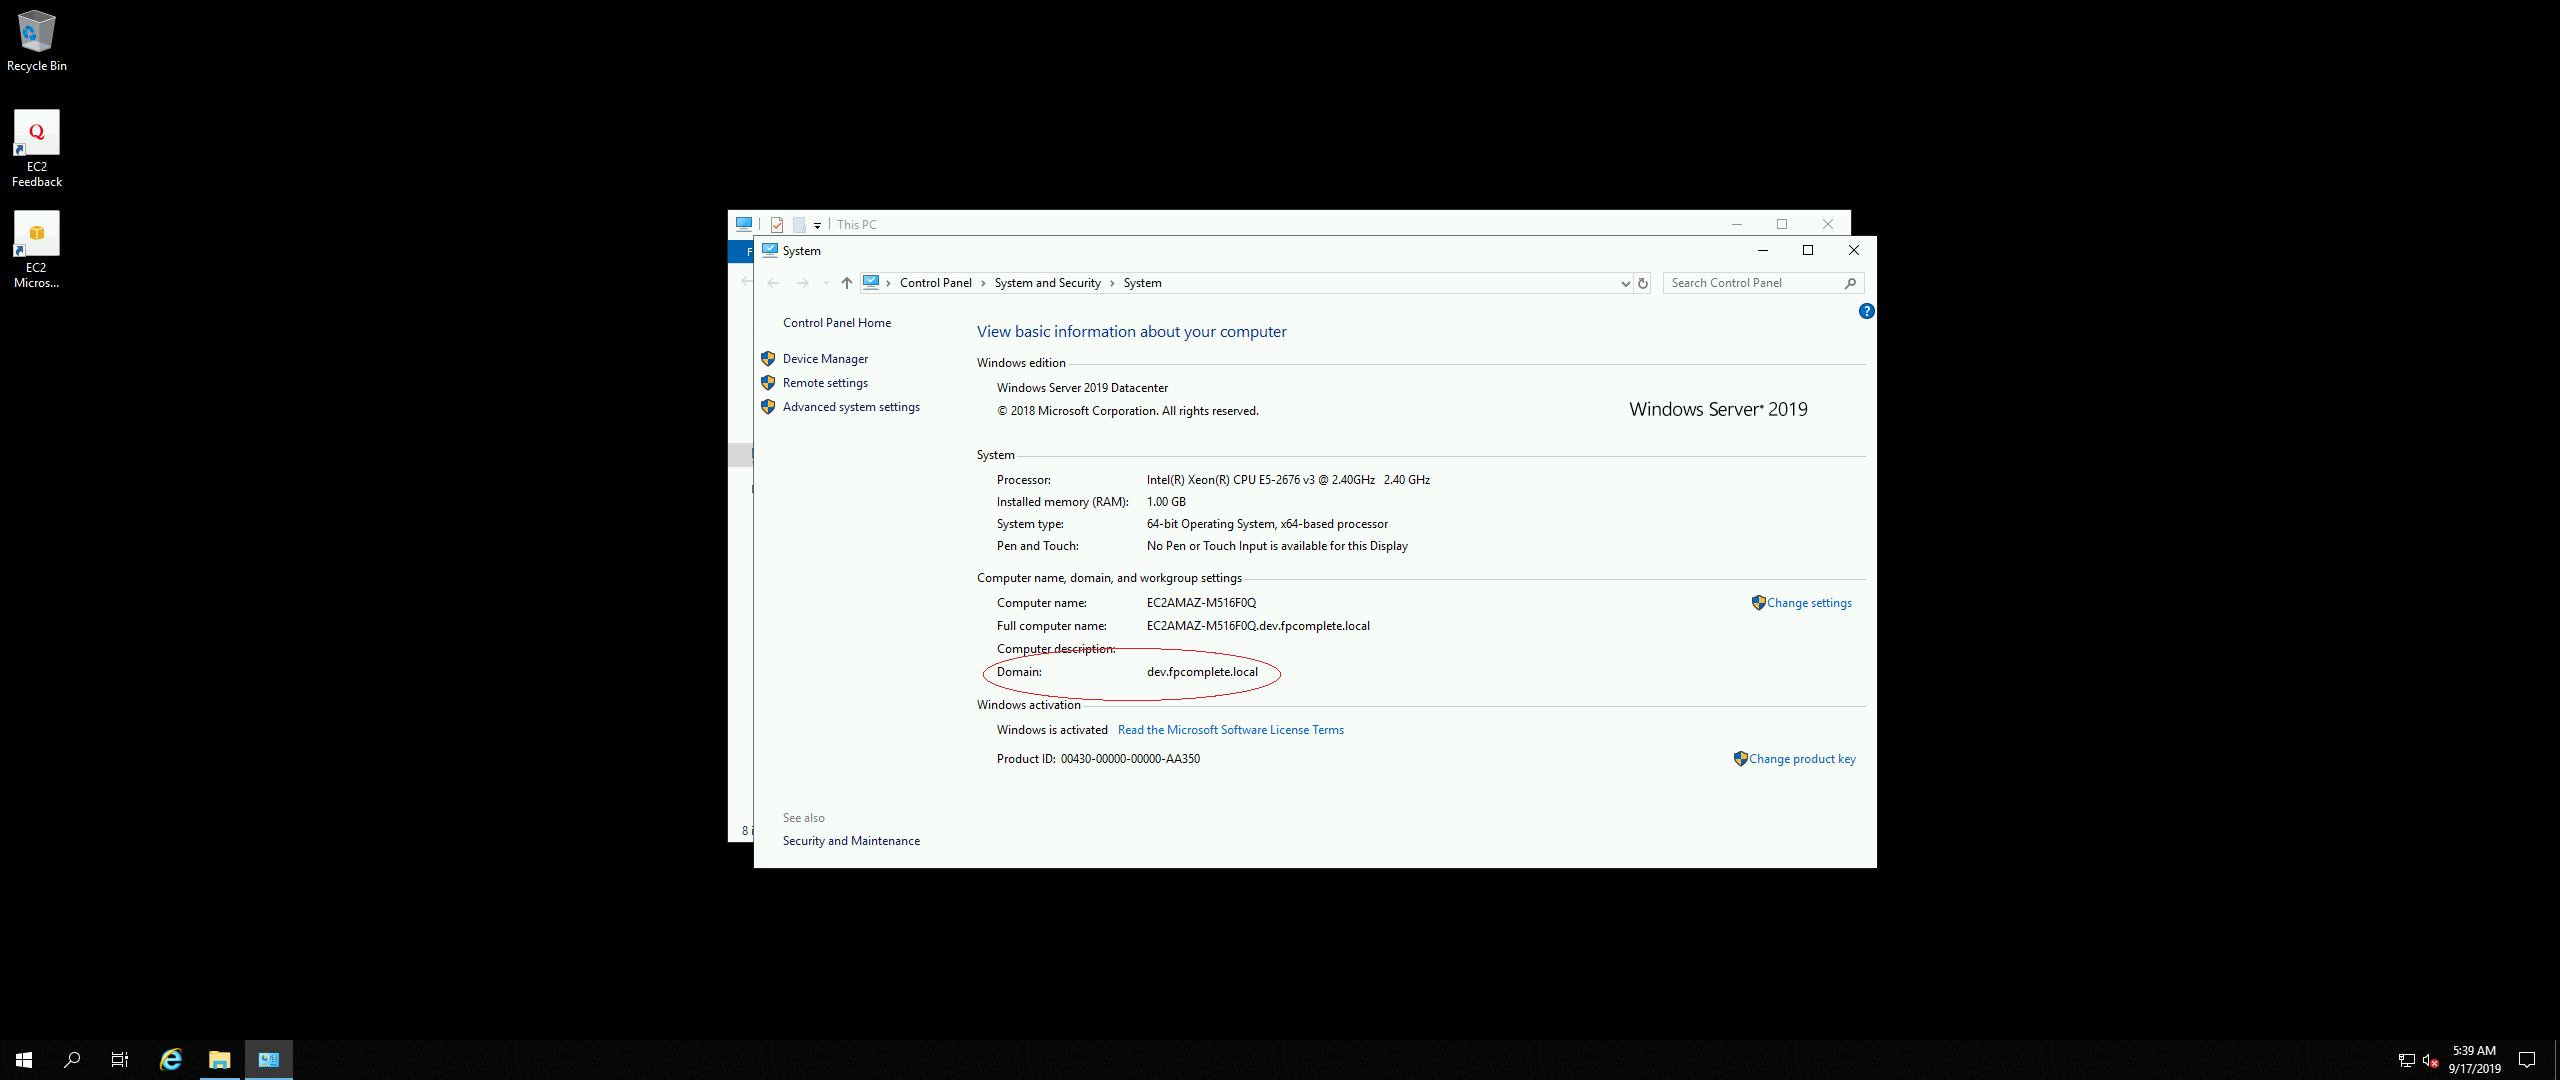 Recycle Bin
EC2
Feedback
EC2
Micros...
This PC
F
System
Control Panel > System and Security > System
Search Control Panel
?
Control Panel Home
Device Manager
Remote settings
Advanced system settings
View basic information about your computer
Windows edition
Windows Server 2019 Datacenter
© 2018 Microsoft Corporation. All rights reserved.
Windows Server® 2019
System
Processor: Intel(R) Xeon(R) CPU E5-2676 v3 @ 2.40GHz 2.40 GHz
Installed memory (RAM): 1.00 GB
System type: 64-bit Operating System, x64-based processor
Pen and Touch: No Pen or Touch Input is available for this Display
Computer name, domain, and workgroup settings
Computer name: EC2AMAZ-M516F0Q
Change settings
Full computer name: EC2AMAZ-M516F0Q.dev.fpcomplete.local
Computer description:
Domain: dev.fpcomplete.local
Windows activation
Windows is activated Read the Microsoft Software License Terms
Product ID: 00430-00000-00000-AA350
Change product key
See also
Security and Maintenance
8 i
5:39 AM
9/17/2019